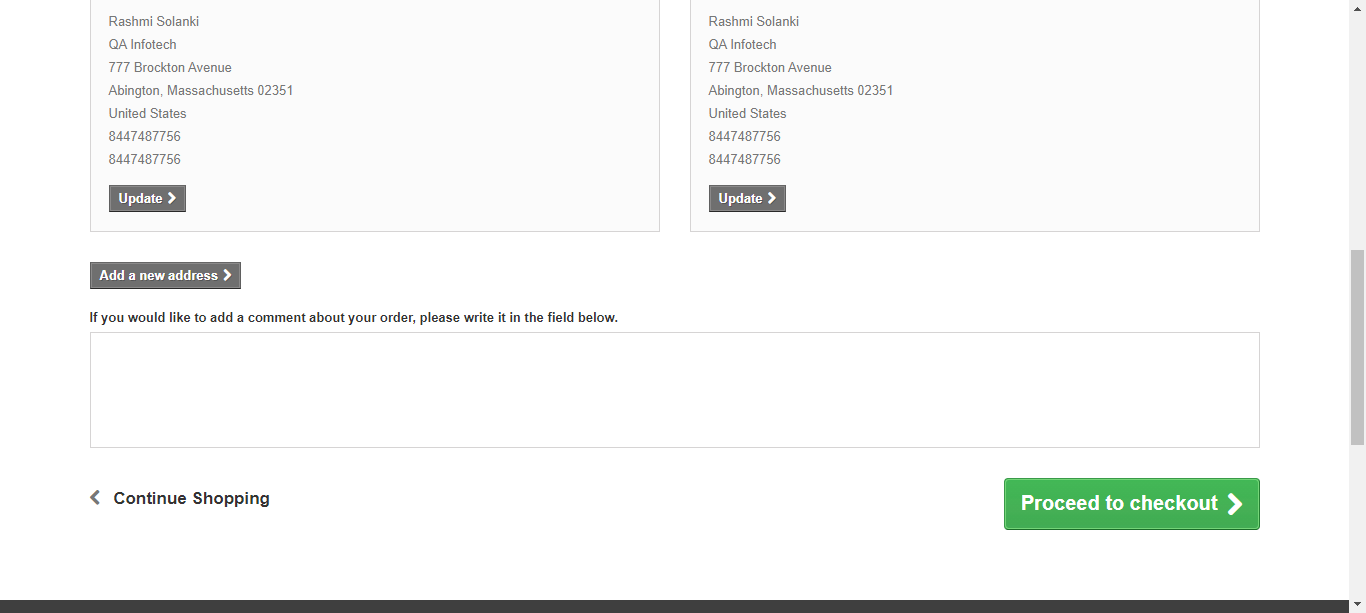 Rashmi Solanki
QA Infotech
777 Brockton Avenue
Abington, Massachusetts 02351
United States
8447487756
8447487756
Update
Rashmi Solanki
QA Infotech
777 Brockton Avenue
Abington, Massachusetts 02351
United States
8447487756
8447487756
Update
Add a new address
If you would like to add a comment about your order, please write it in the field below.
Continue Shopping
Proceed to checkout